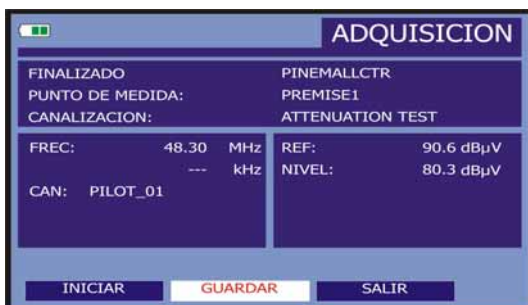 ADQUISICION
FINALIZADO PINEMALLCTR
PUNTO DE MEDIDA: PREMISE1
CANALIZACION: ATTENUATION TEST
FREC: 48.30 MHz
--- kHz
CAN: PILOT_01
REF: 90.6 dBµV
NIVEL: 80.3 dBµV
INICIAR GUARDAR SALIR